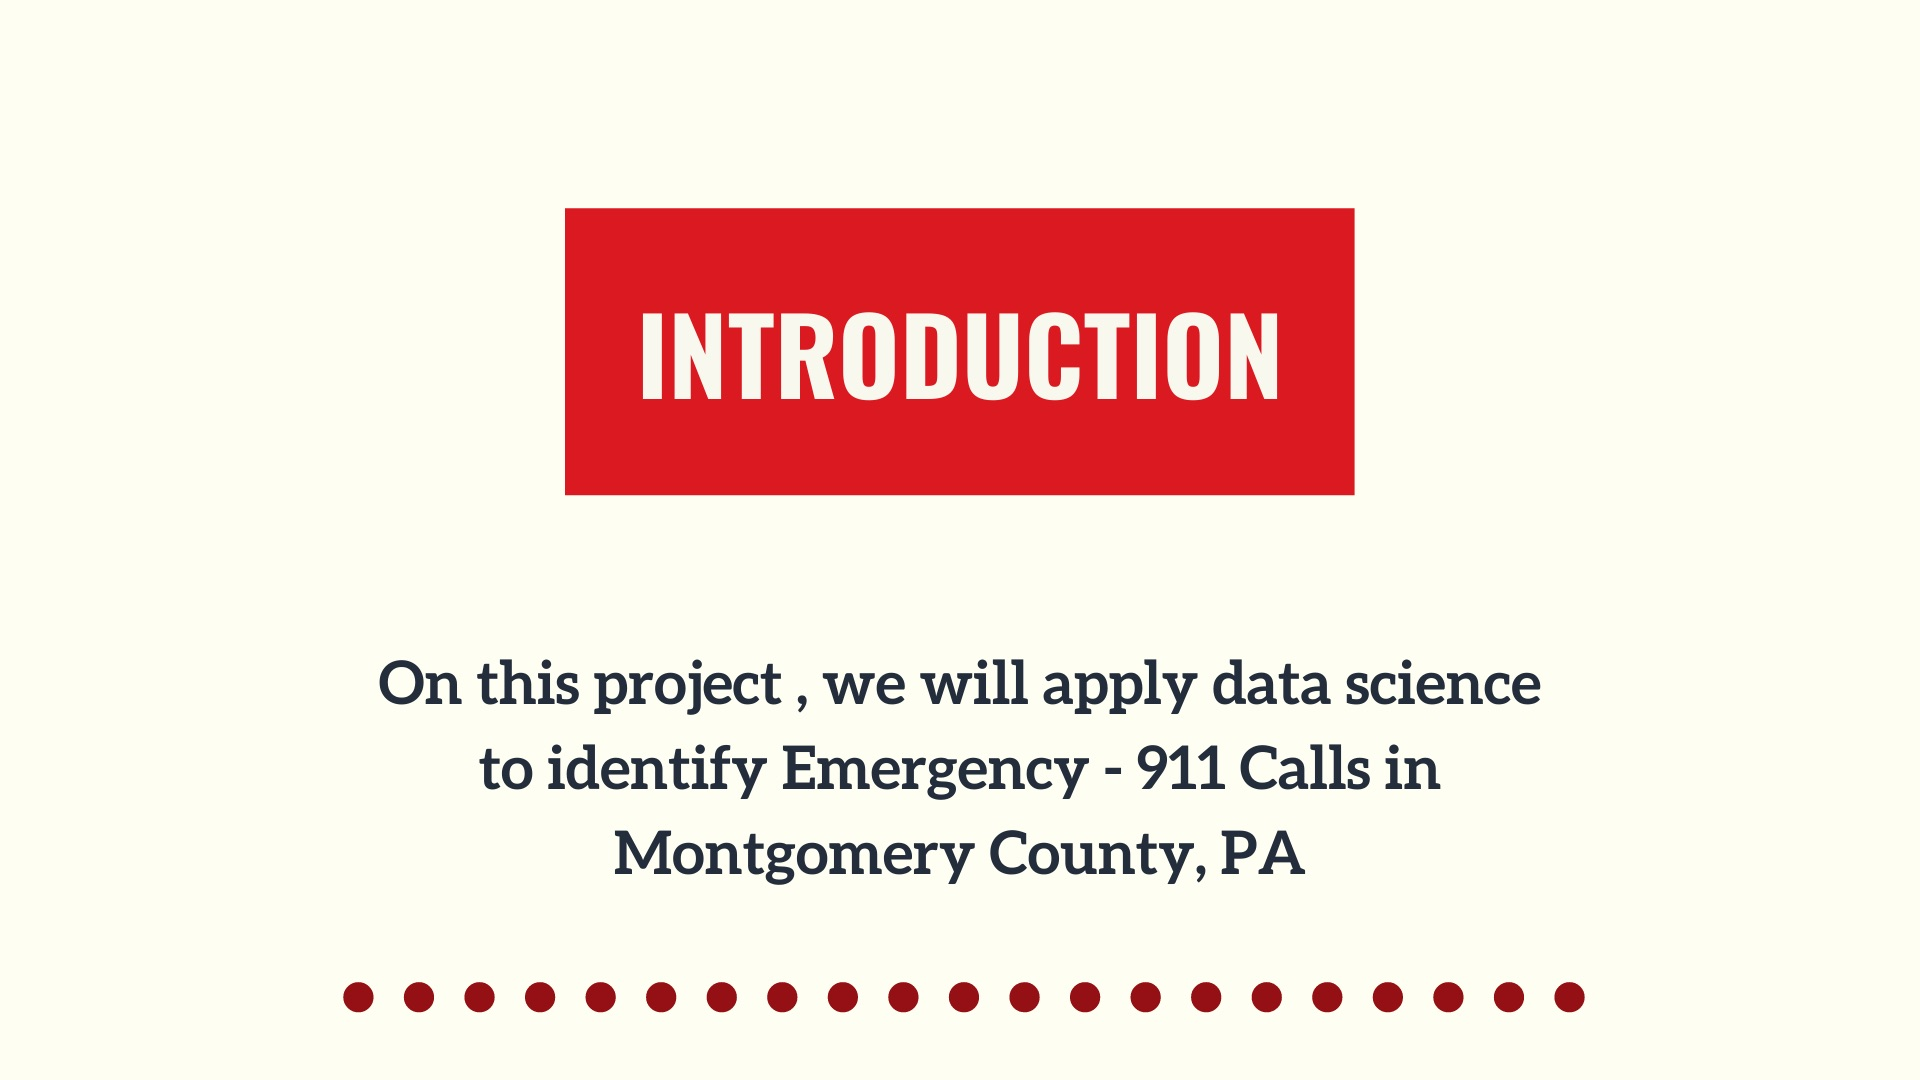 INTRODUCTION
On this project , we will apply data science
to identify Emergency - 911 Calls in
Montgomery County, PA